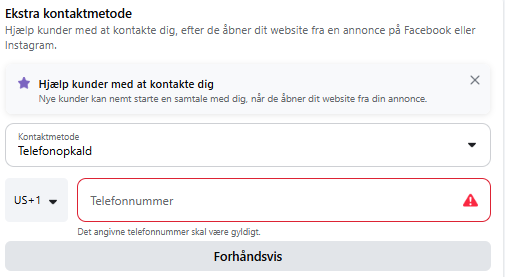 Ekstra kontaktmetode
Hjælp kunder med at kontakte dig, efter de åbner dit website fra en annonce på Facebook eller
Instagram.
Hjælp kunder med at kontakte dig
Nye kunder kan nemt starte en samtale med dig, når de åbner dit website fra din annonce.
Kontaktmetode
Telefonopkald
US+1
Telefonnummer
Det angivne telefonnummer skal være gyldigt.
Forhåndsvis